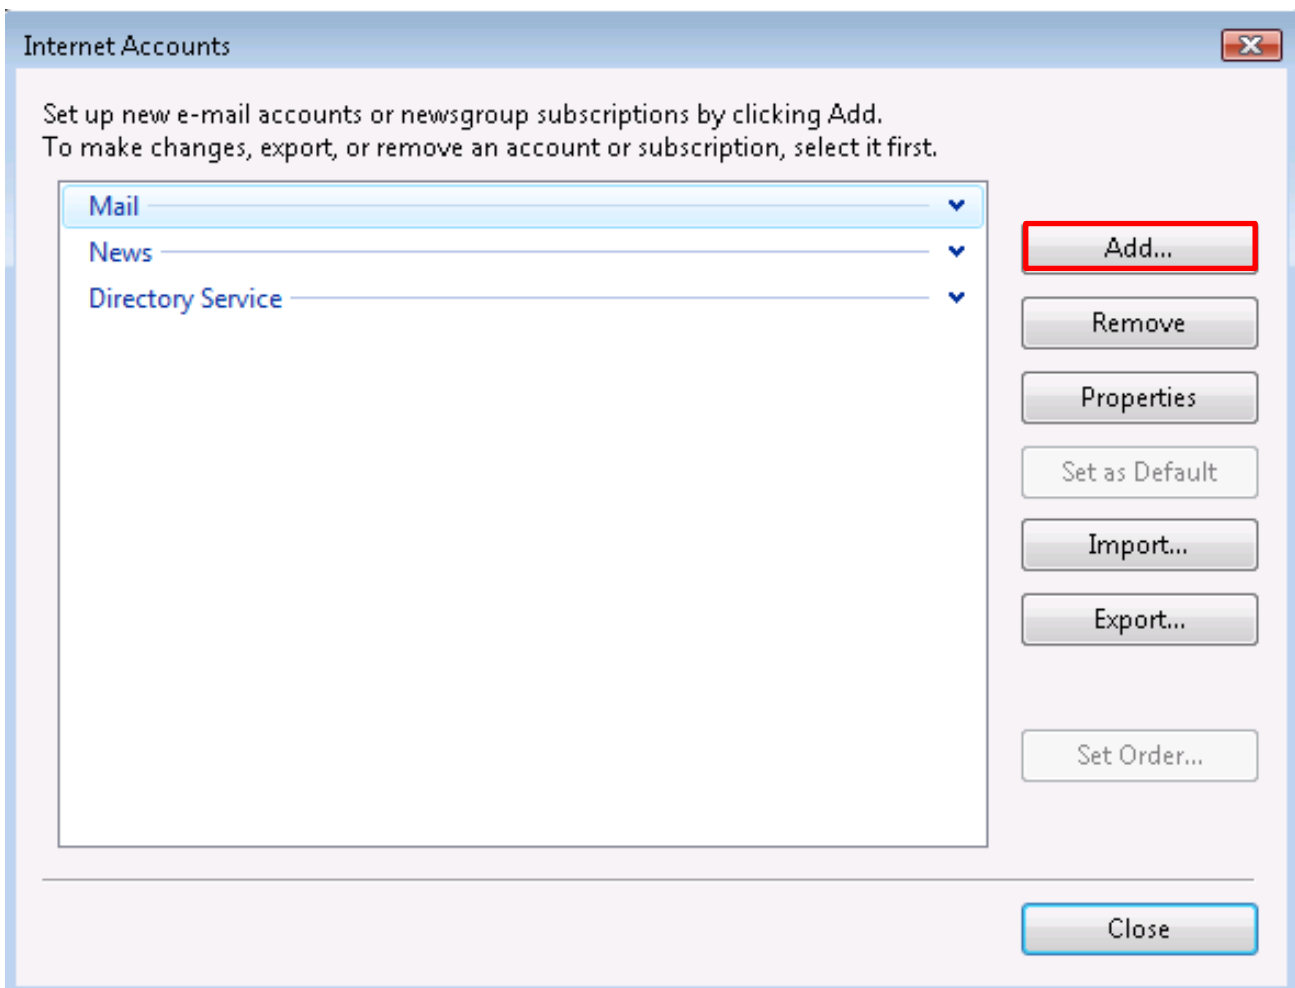 Internet Accounts
Set up new e-mail accounts or newsgroup subscriptions by clicking Add.
To make changes, export, or remove an account or subscription, select it first.
Mail
News
Directory Service
Add...
Remove
Properties
Set as Default
Import...
Export...
Set Order...
Close